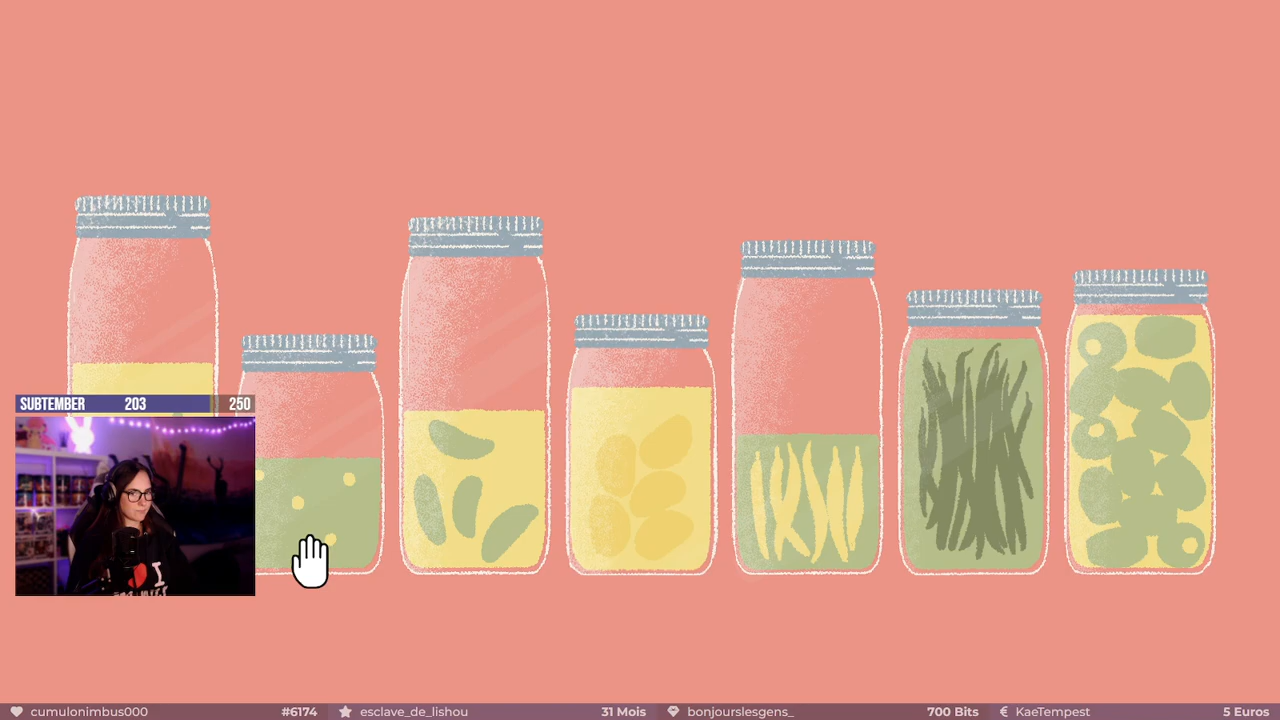 SUBTEMBER 203 250
I
cumulonimbus000 #6174 esclave_de_lishou 31 Mois bonjourslesgens_ 700 Bits KaeTempest 5 Euros